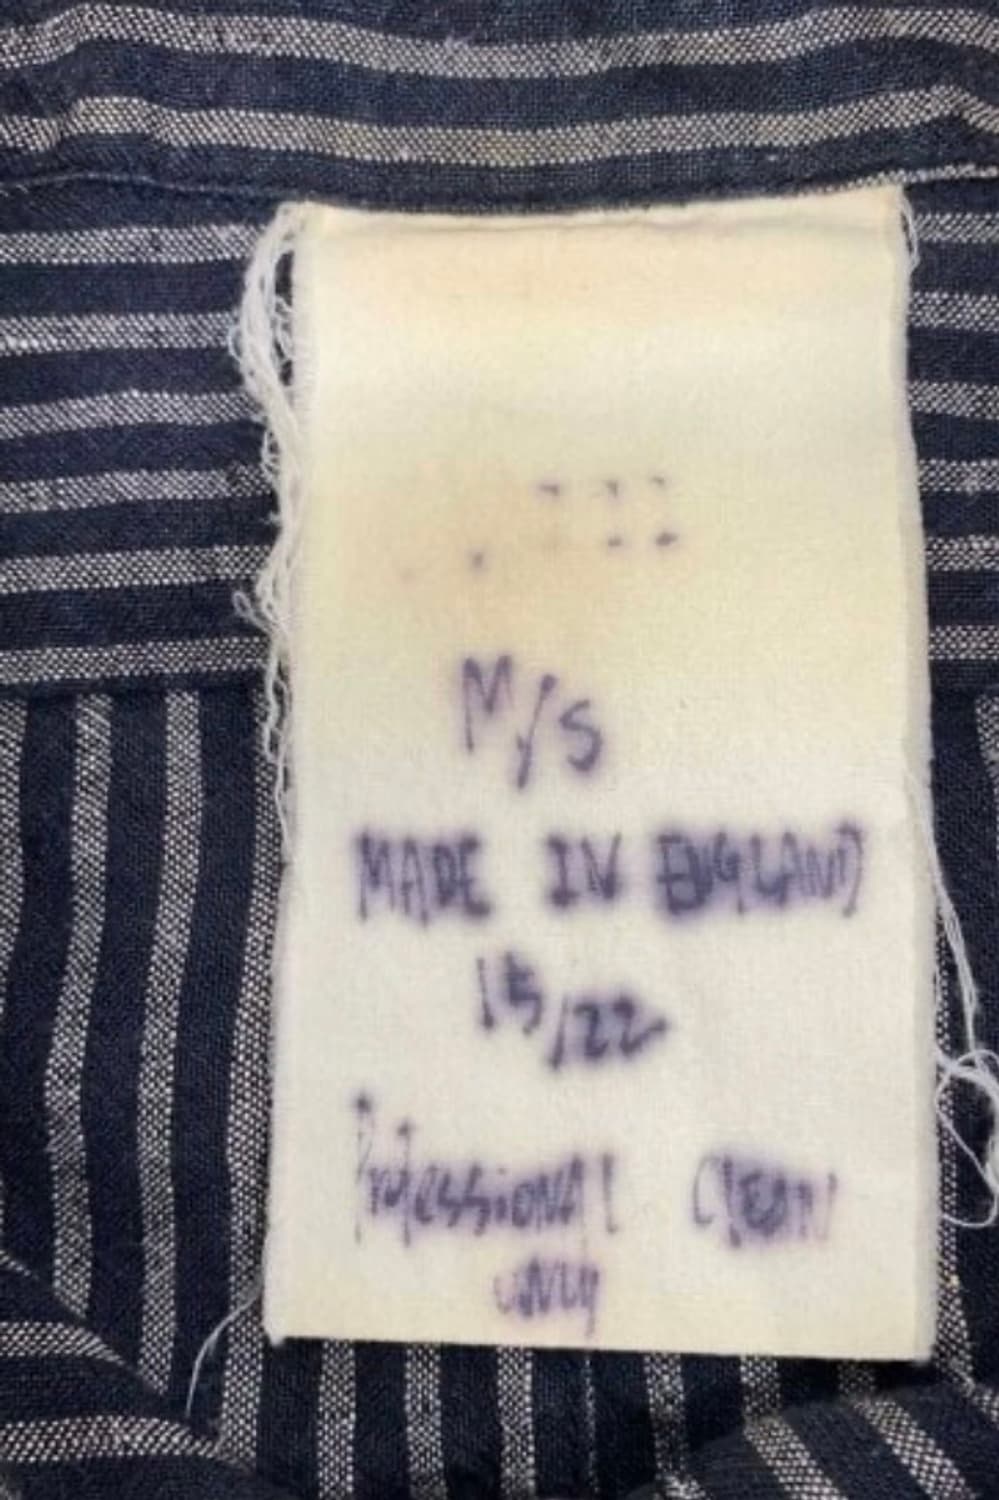 M/S
MADE IN ENGLAND
15/22
Professional Clean
ONLY